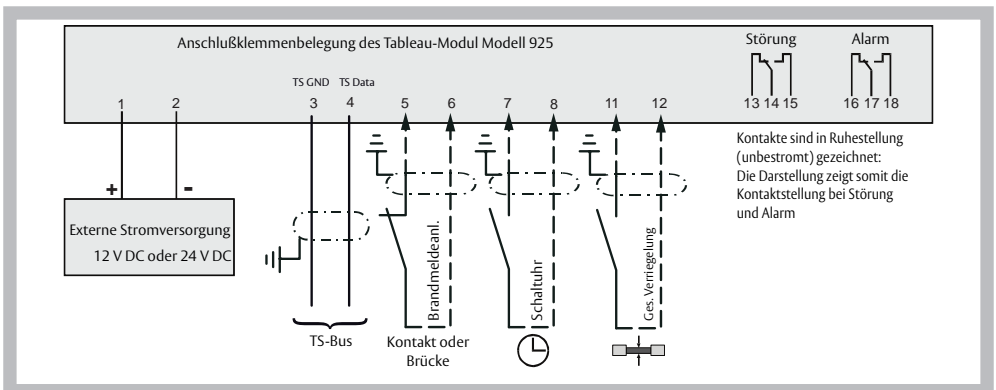 Anschlußklemmenbelegung des Tableau-Modul Modell 925
Störung
Alarm
TS GND
TS Data
1
2
3
4
5
6
7
8
11
12
13 14 15
16 17 18
+
-
Externe Stromversorgung
12 V DC oder 24 V DC
TS-Bus
Brandmeldeanl.
Kontakt oder
Brücke
Schaltuhr
Ges. Verriegelung
Kontakte sind in Ruhestellung
(unbestromt) gezeichnet:
Die Darstellung zeigt somit die
Kontaktstellung bei Störung
und Alarm